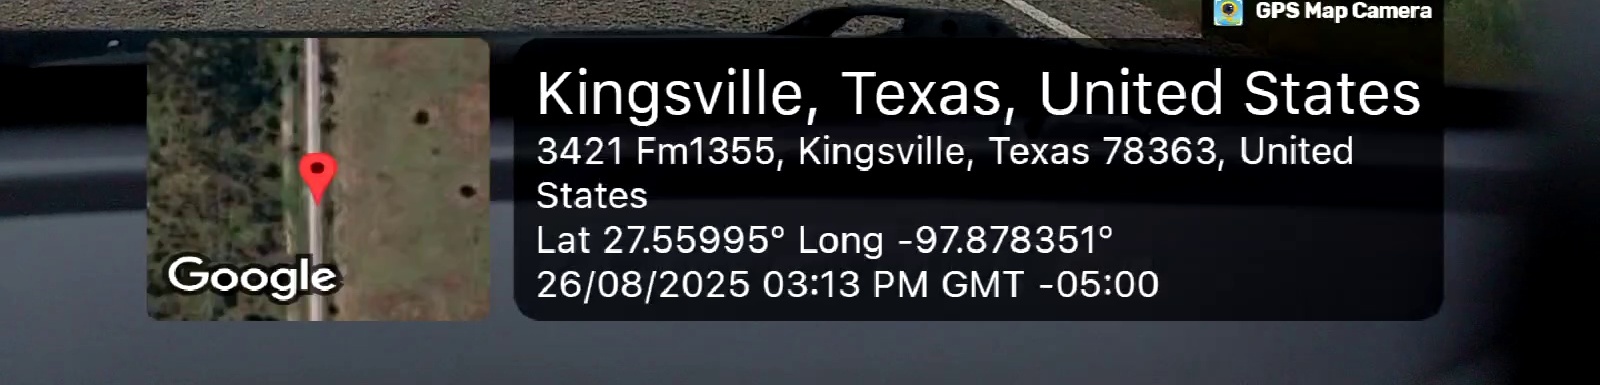 GPS Map Camera
Kingsville, Texas, United States
3421 Fm1355, Kingsville, Texas 78363, United
States
Lat 27.55995° Long -97.878351°
26/08/2025 03:13 PM GMT -05:00
Google